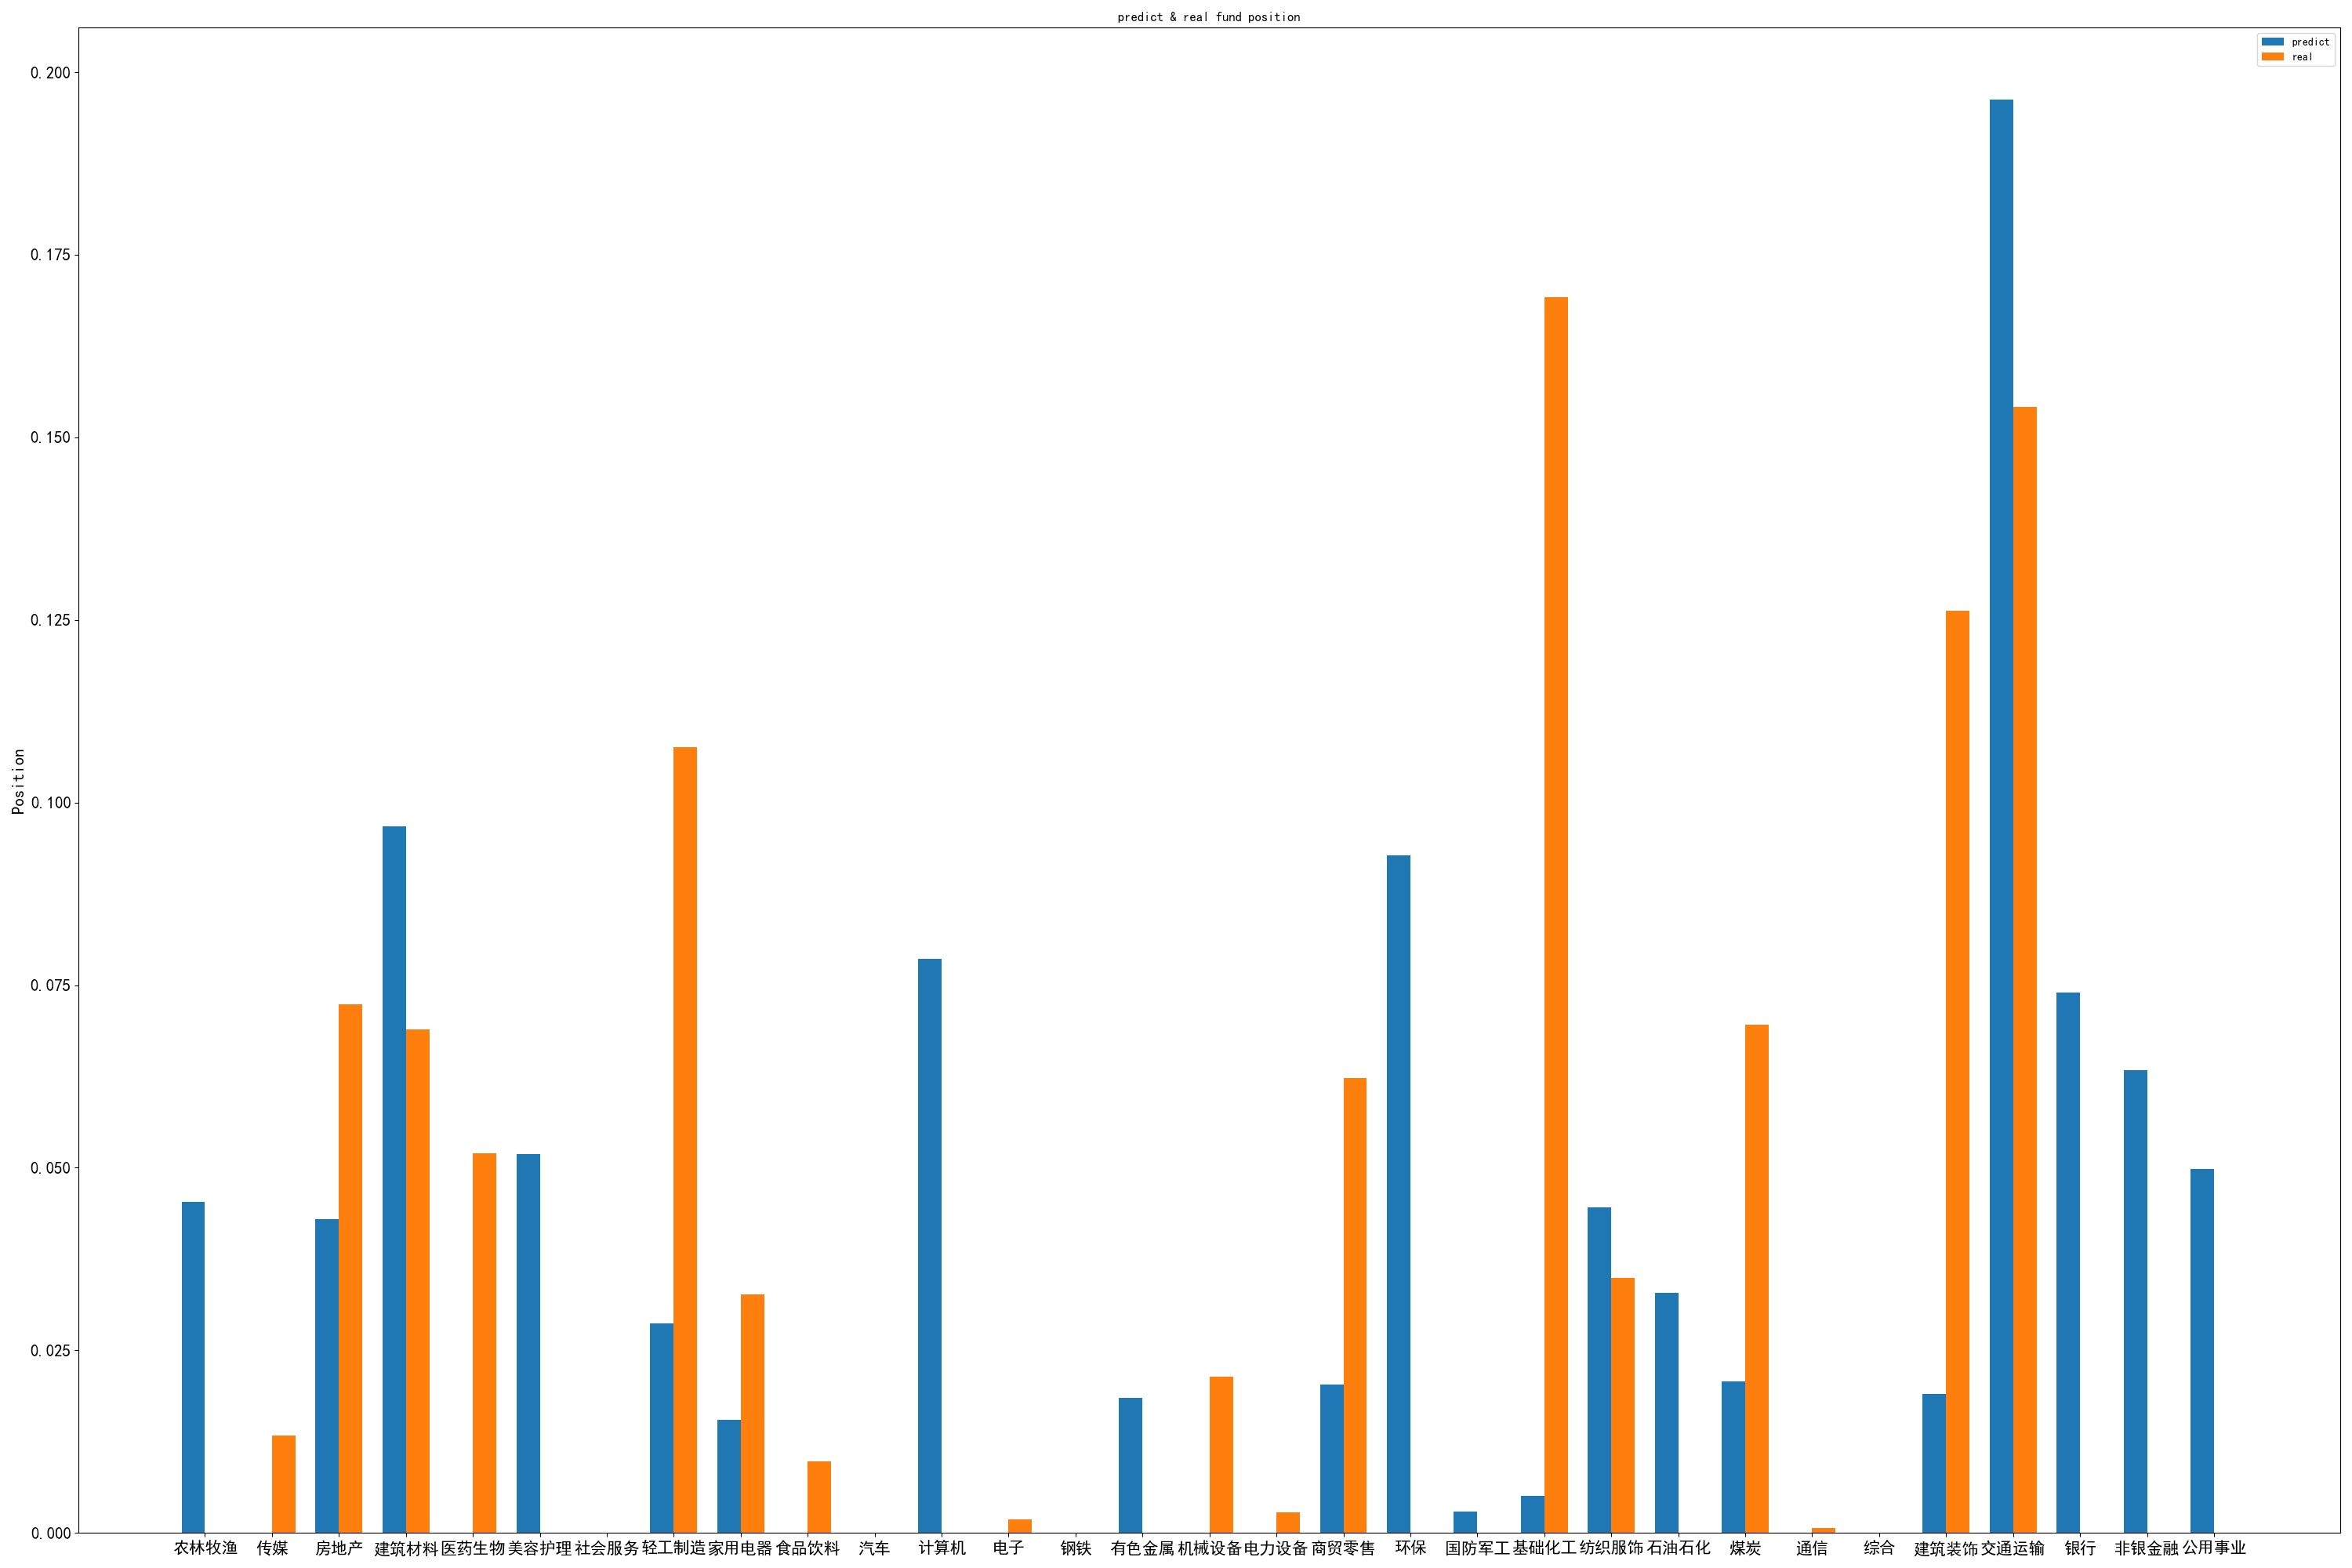 predict & real fund position
predict
real
0.200
0.175
0.150
0.125
0.100
0.075
0.050
0.025
0.000
Position
农林牧渔 传媒 房地产 建筑材料 医药生物 美容护理 社会服务 轻工制造 家用电器 食品饮料 汽车 计算机 电子 钢铁 有色金属 机械设备 电力设备 商贸零售 环保 国防军工 基础化工 纺织服饰 石油石化 煤炭 通信 综合 建筑装饰 交通运输 银行 非银金融 公用事业